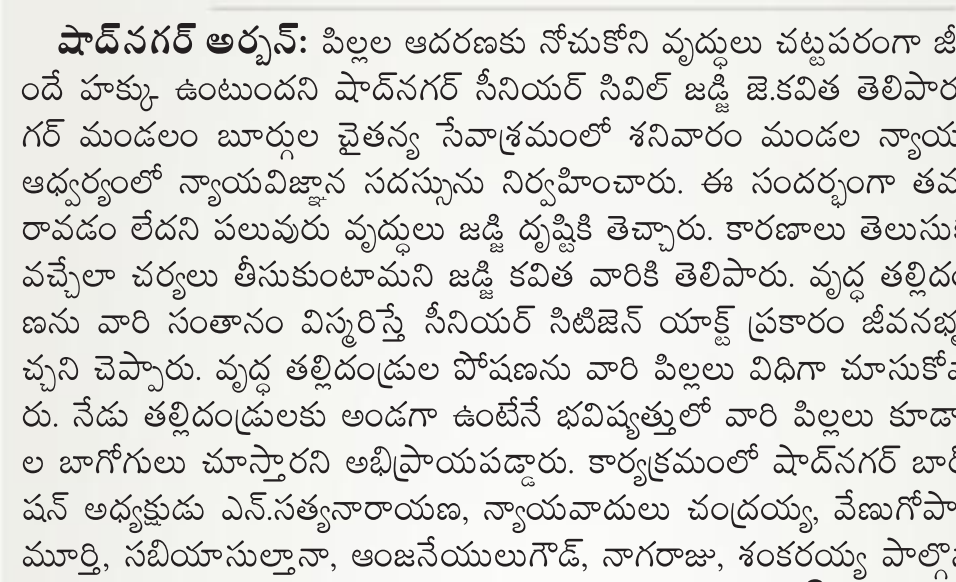 షాద్‌నగర్ అర్బన్: పిల్లల ఆదరణకు నోచుకోని వృద్ధులు చట్టపరంగా
ందే హక్కు ఉంటుందని షాద్‌నగర్ సీనియర్ సివిల్ జడ్జి జె.కవిత
గర్ మండలం బూర్గుల చైతన్య సేవాశ్రమంలో శనివారం మండల
ఆధ్వర్యంలో న్యాయవిజ్ఞాన సదస్సును నిర్వహించారు. ఈ సందర్భంగా
రావడం లేదని పలువురు వృద్ధులు జడ్జి దృష్టికి తెచ్చారు. కారణాలు
వచ్చేలా చర్యలు తీసుకుంటామని జడ్జి కవిత వారికి తెలిపారు. వృద్ధ
ణను వారి సంతానం విస్మరిస్తే సీనియర్ సిటిజెన్ యాక్ట్ ప్రకారం
చ్చని చెప్పారు. వృద్ధ తల్లిదండ్రుల పోషణను వారి పిల్లలు విధిగా
రు. నేడు తల్లిదండ్రులకు అండగా ఉంటేనే భవిష్యత్తులో వారి పిల్లలు కూడా
ల బాగోగులు చూస్తారని అభిప్రాయపడ్డారు. కార్యక్రమంలో షాద్‌నగర్
షన్ అధ్యక్షుడు ఎన్.సత్యనారాయణ, న్యాయవాదులు చంద్రయ్య,
మూర్తి, సబియాసుల్తానా, ఆంజనేయులుగౌడ్, నాగరాజు, శంకరయ్య